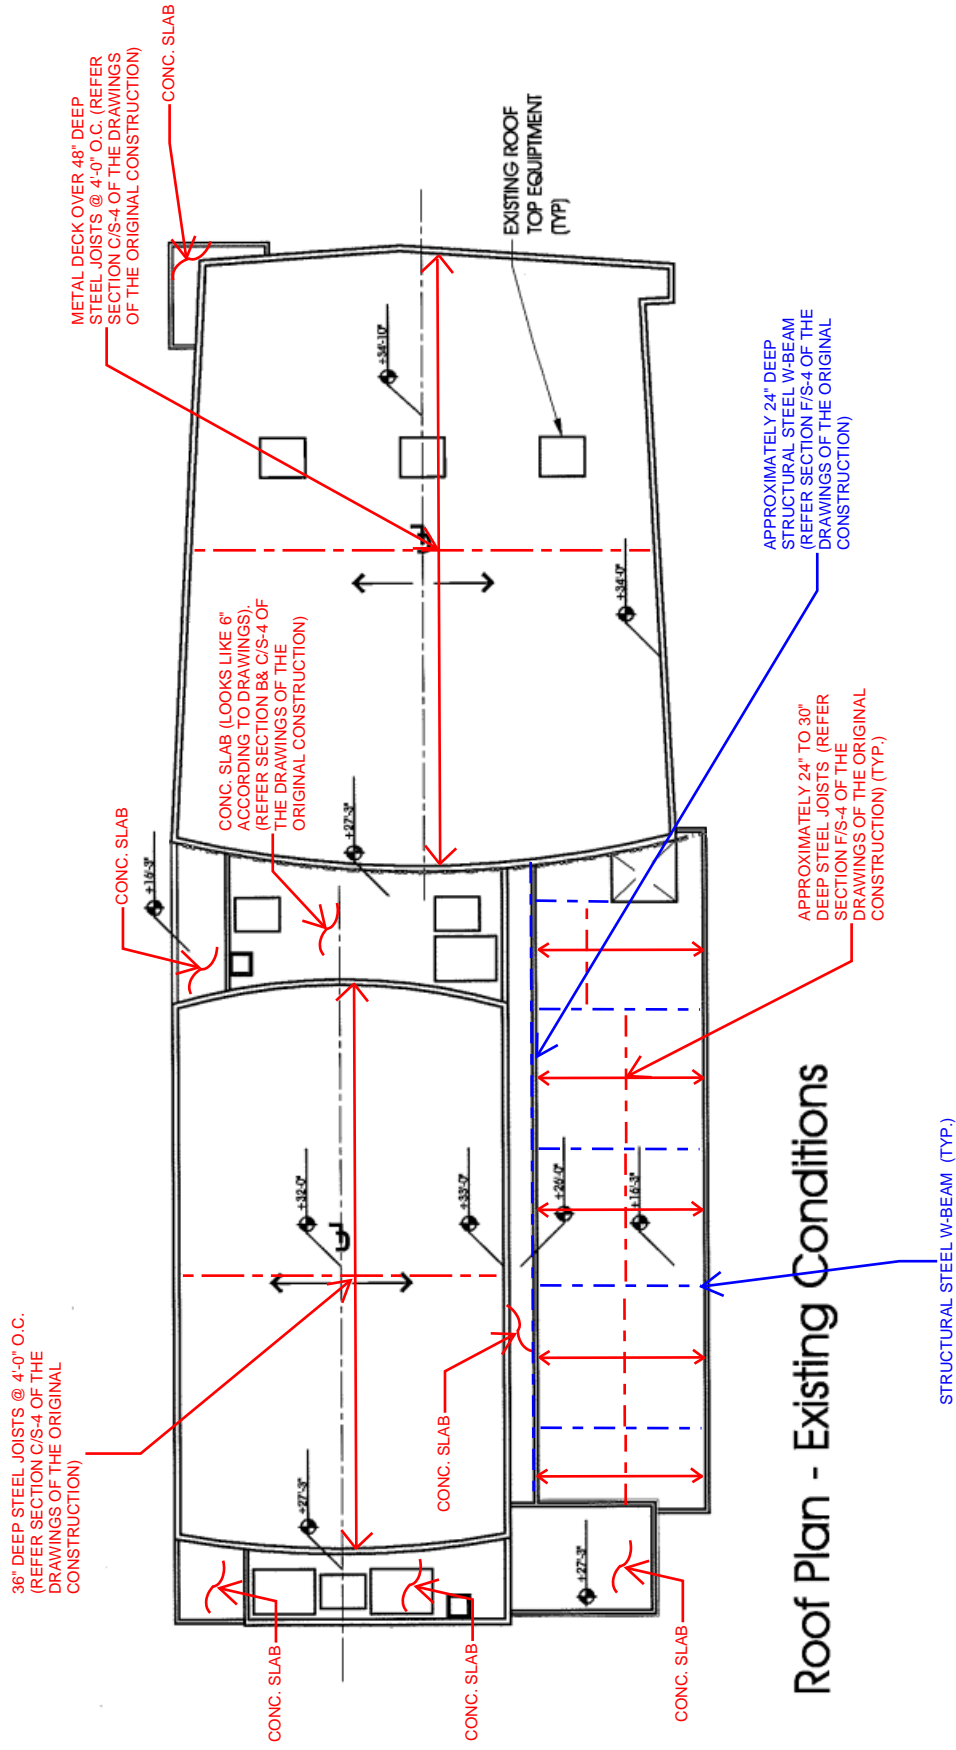 36" DEEP STEEL JOISTS @ 4'-0" O.C.
(REFER SECTION C/S-4 OF THE
DRAWINGS OF THE ORIGINAL
CONSTRUCTION)
METAL DECK OVER 48" DEEP
STEEL JOISTS @ 4'-0" O.C. (REFER
SECTION C/S-4 OF THE DRAWINGS
OF THE ORIGINAL CONSTRUCTION)
CONC. SLAB
CONC. SLAB
+16'-3"
CONC. SLAB (LOOKS LIKE 6"
ACCORDING TO DRAWINGS).
(REFER SECTION B& C/S-4 OF
THE DRAWINGS OF THE
ORIGINAL CONSTRUCTION)
+27'-3"
+34'-10"
EXISTING ROOF
TOP EQUIPTMENT
(TYP)
+34'-0"
+27'-3"
+32'-0"
+33'-0"
CONC. SLAB
CONC. SLAB
CONC. SLAB
+26'-0"
+16'-3"
+27'-3"
CONC. SLAB
APPROXIMATELY 24" DEEP
STRUCTURAL STEEL W-BEAM
(REFER SECTION F/S-4 OF THE
DRAWINGS OF THE ORIGINAL
CONSTRUCTION)
APPROXIMATELY 24" TO 30"
DEEP STEEL JOISTS (REFER
SECTION F/S-4 OF THE
DRAWINGS OF THE ORIGINAL
CONSTRUCTION) (TYP.)
Roof Plan - Existing Conditions
STRUCTURAL STEEL W-BEAM (TYP.)